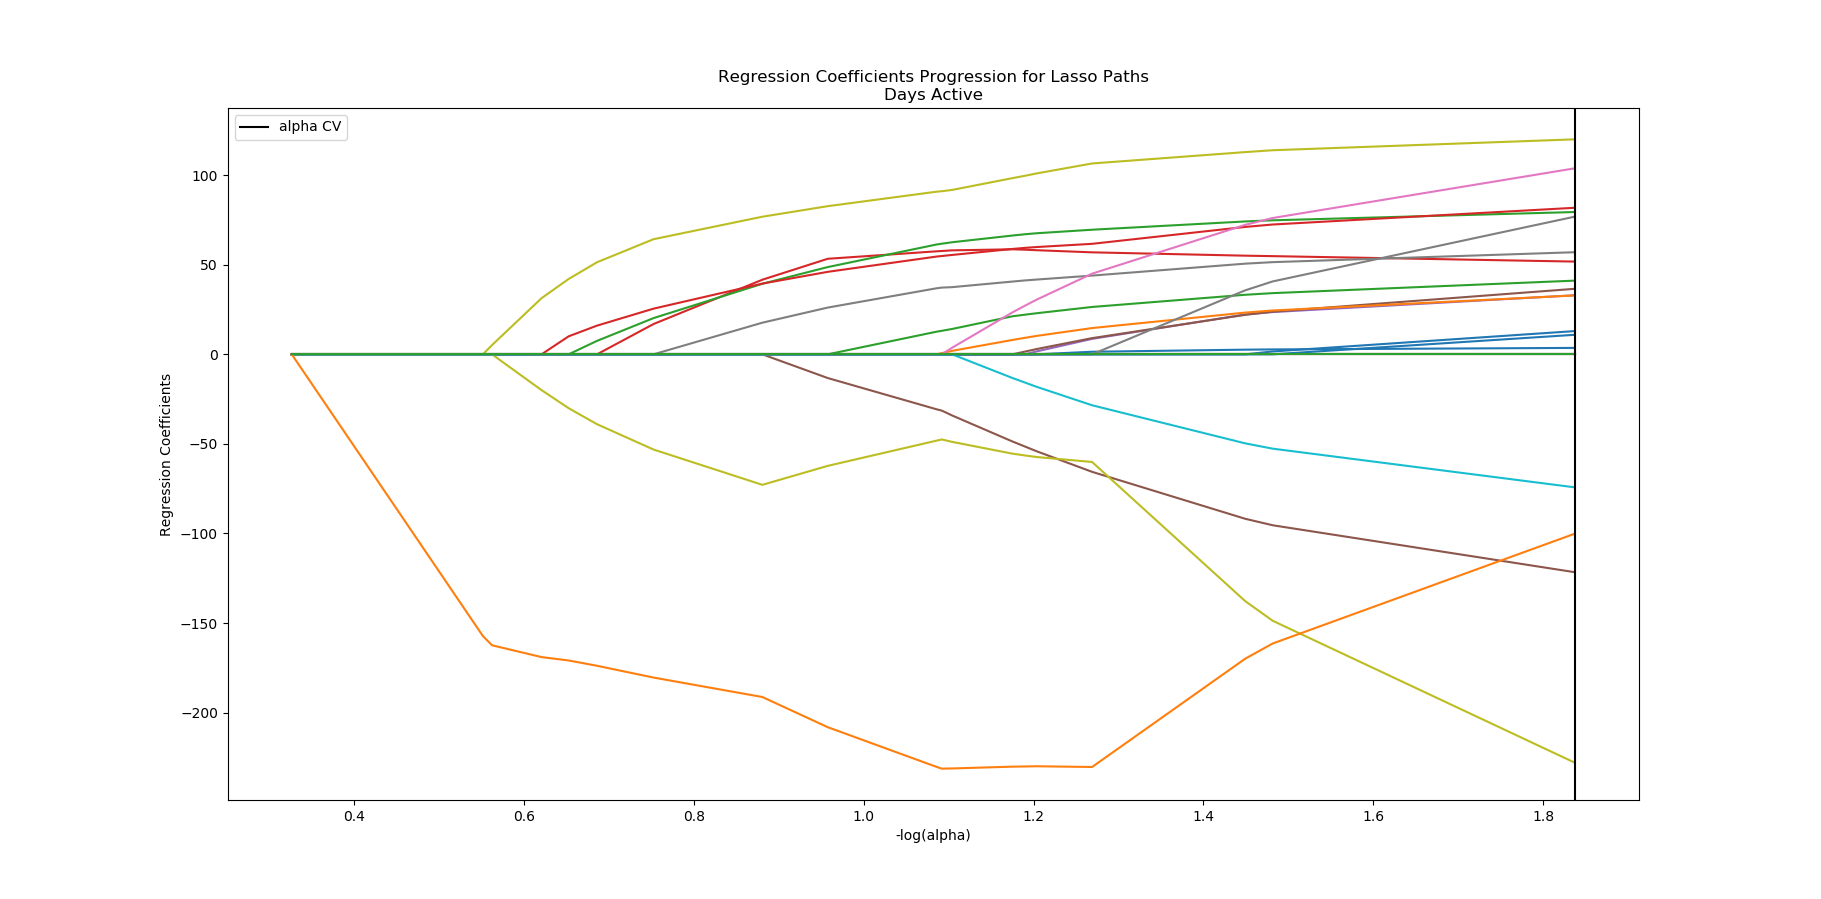 Regression Coefficients Progression for Lasso Paths
Days Active
alpha CV
100
50
0
−50
−100
−150
−200
Regression Coefficients
0.4 0.6 0.8 1.0 1.2 1.4 1.6 1.8
-log(alpha)